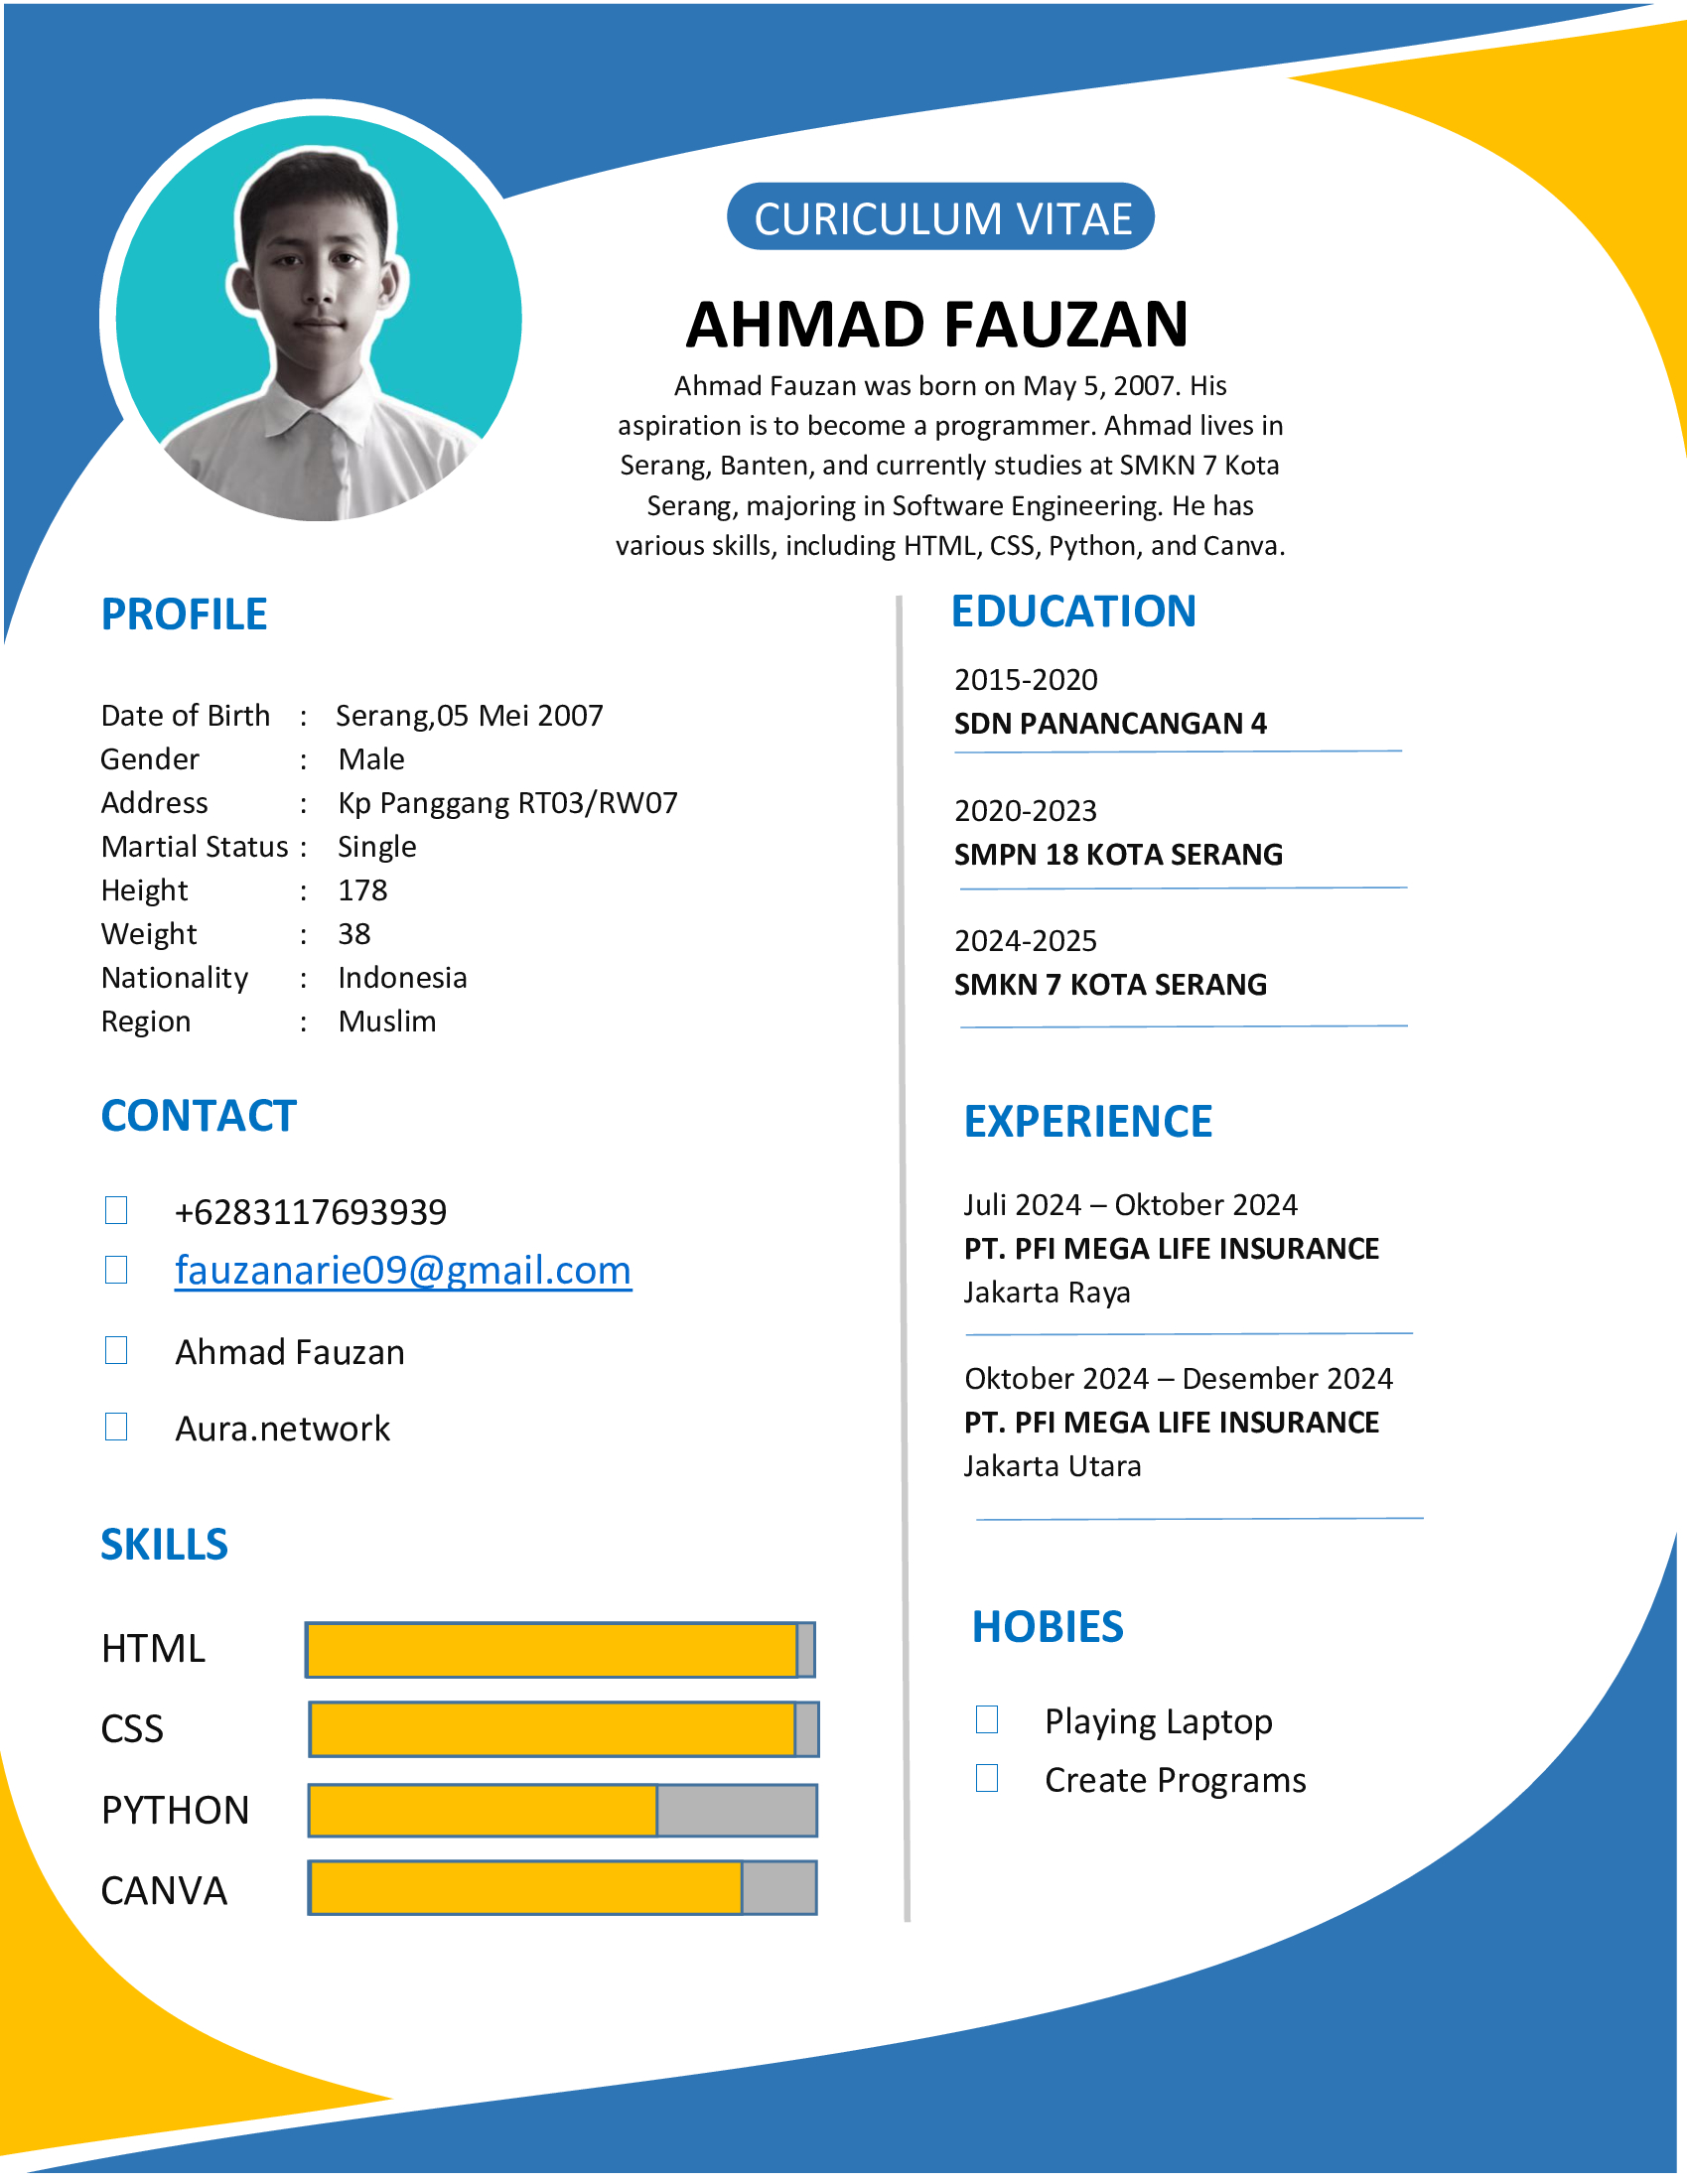 CURICULUM VITAE
AHMAD FAUZAN
Ahmad Fauzan was born on May 5, 2007. His
aspiration is to become a programmer. Ahmad lives in
Serang, Banten, and currently studies at SMKN 7 Kota
Serang, majoring in Software Engineering. He has
various skills, including HTML, CSS, Python, and Canva.
PROFILE
Date of Birth : Serang,05 Mei 2007
Gender : Male
Address : Kp Panggang RT03/RW07
Martial Status : Single
Height : 178
Weight : 38
Nationality : Indonesia
Region : Muslim
CONTACT
+6283117693939
fauzanarie09@gmail.com
Ahmad Fauzan
Aura.network
SKILLS
HTML
CSS
PYTHON
CANVA
EDUCATION
2015-2020
SDN PANANCANGAN 4
2020-2023
SMPN 18 KOTA SERANG
2024-2025
SMKN 7 KOTA SERANG
EXPERIENCE
Juli 2024 – Oktober 2024
PT. PFI MEGA LIFE INSURANCE
Jakarta Raya
Oktober 2024 – Desember 2024
PT. PFI MEGA LIFE INSURANCE
Jakarta Utara
HOBIES
Playing Laptop
Create Programs